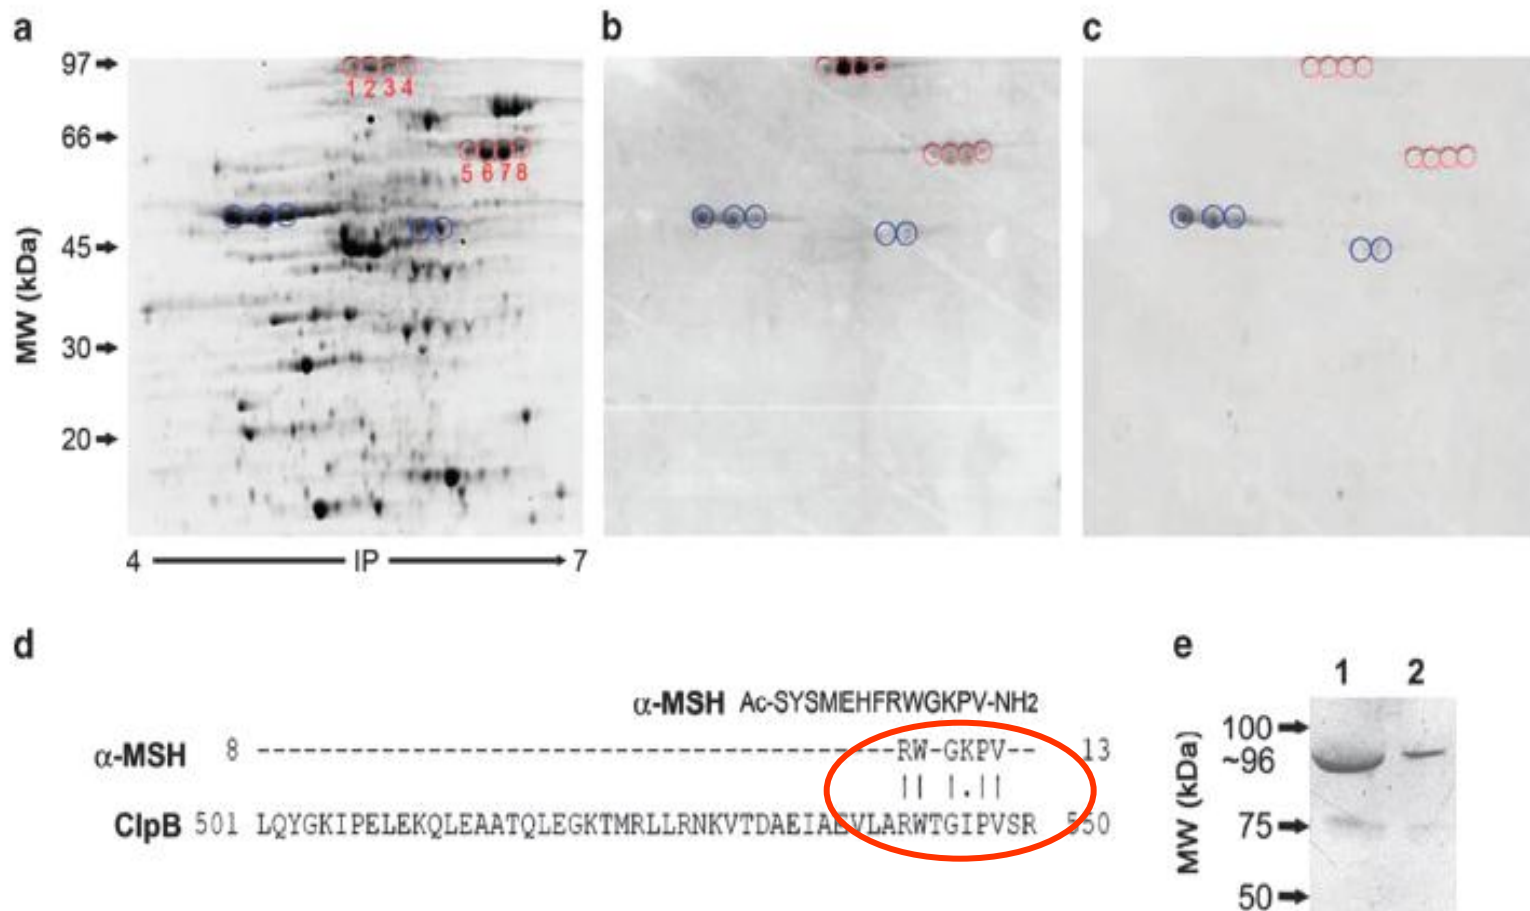 a
b
c
97
66
45
30
20
MW (kDa)
1 2 3 4
5 6 7 8
4 IP 7
d
α-MSH Ac-SYSMEHFRWGKPV-NH2
α-MSH 8 ------------------------------------------RW-GKPV-- 13
||  |.||
ClpB 501 LQYGKIPELEKQLEAATQLEGKTMRLLRNKVTDAEIAEVLARWTGIPVSR 550
e
1 2
100
~96
75
50
MW (kDa)